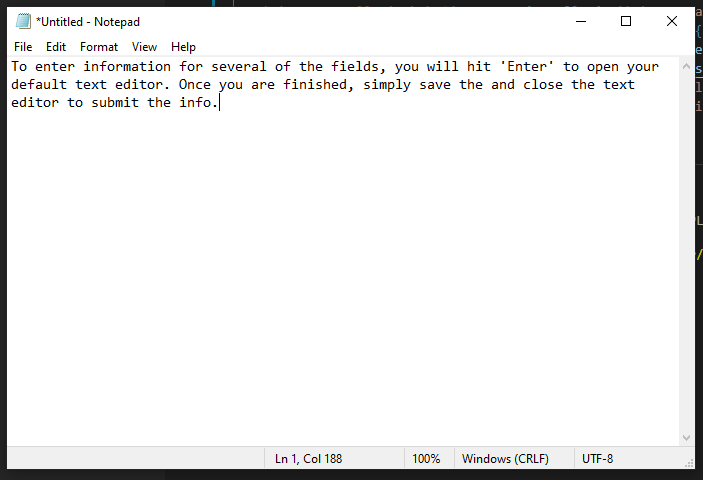 *Untitled - Notepad
File Edit Format View Help
To enter information for several of the fields, you will hit 'Enter' to open your
default text editor. Once you are finished, simply save the and close the text
editor to submit the info.
Ln 1, Col 188 100% Windows (CRLF) UTF-8